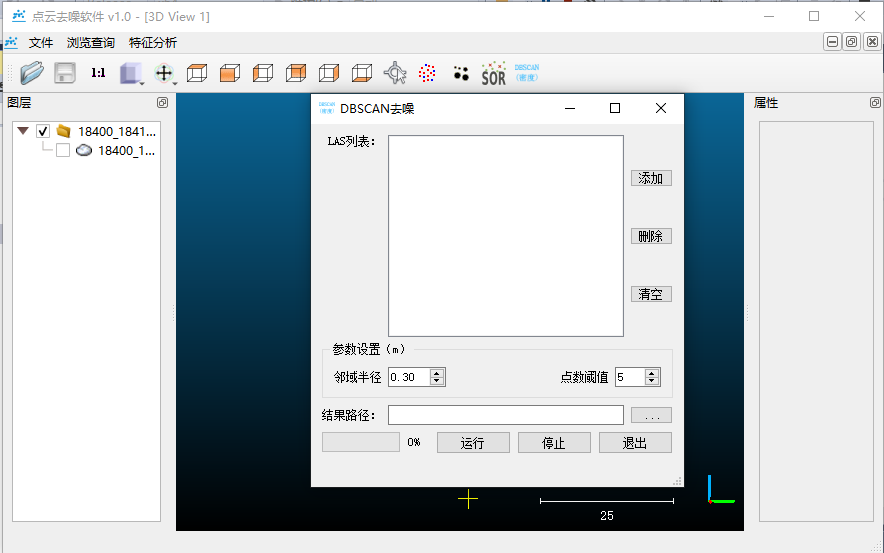 点云去噪软件 v1.0 - [3D View 1]
文件 浏览查询 特征分析
1:1 SOR DBSCAN (密度)
图层
属性
18400_1841...
18400_1...
DBSCAN (密度) DBSCAN去噪
LAS列表：
添加
删除
清空
参数设置（m）
邻域半径 0.30 点数阈值 5
结果路径： ...
0% 运行 停止 退出
25